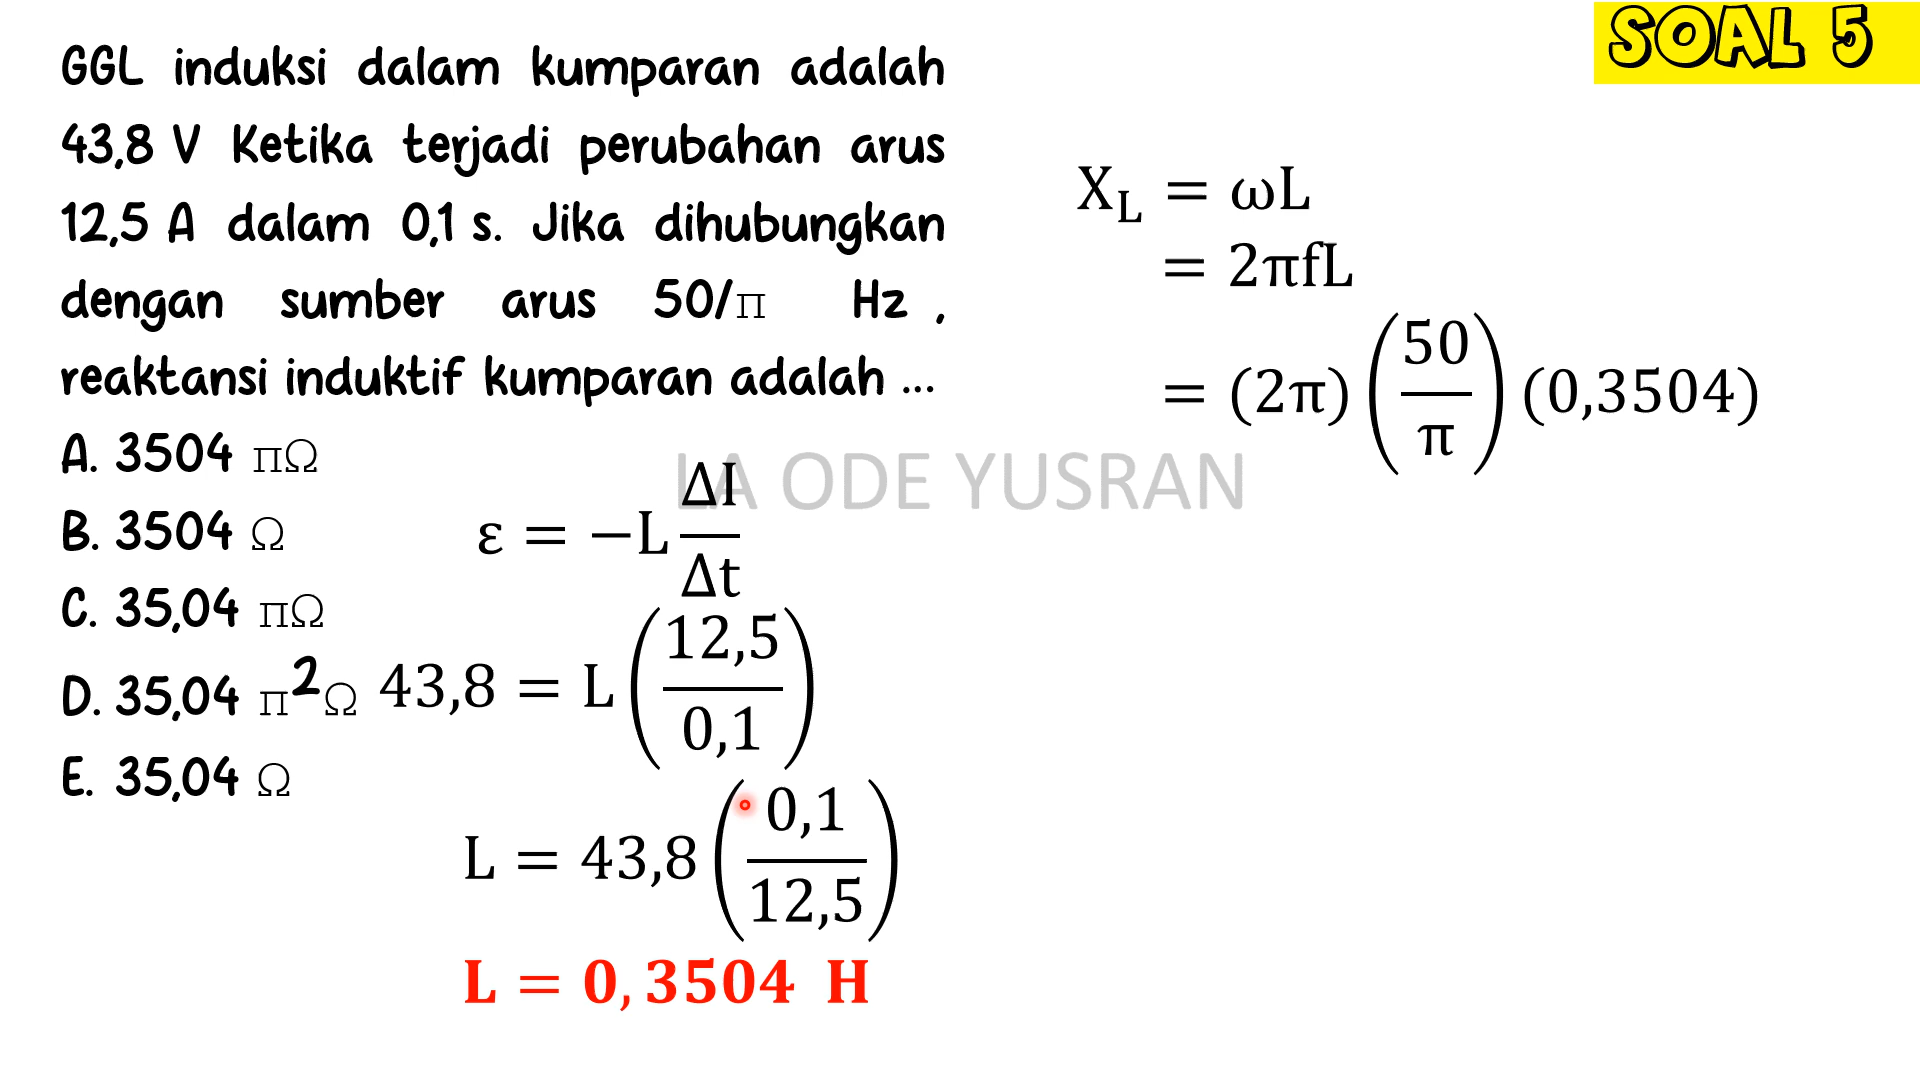 SOAL 5
GGL induksi dalam kumparan adalah
43,8 V Ketika terjadi perubahan arus
12,5 A dalam 0,1 s. Jika dihubungkan
dengan sumber arus 50/π Hz ,
reaktansi induktif kumparan adalah ...
A. 3504 πΩ
B. 3504 Ω
C. 35,04 πΩ
D. 35,04 π²Ω
E. 35,04 Ω
LA ODE YUSRAN
ε = −L ΔI/Δt
43,8 = L (12,5/0,1)
L = 43,8 (0,1/12,5)
L = 0,3504 H
X_L = ωL
= 2πfL
= (2π) (50/π) (0,3504)